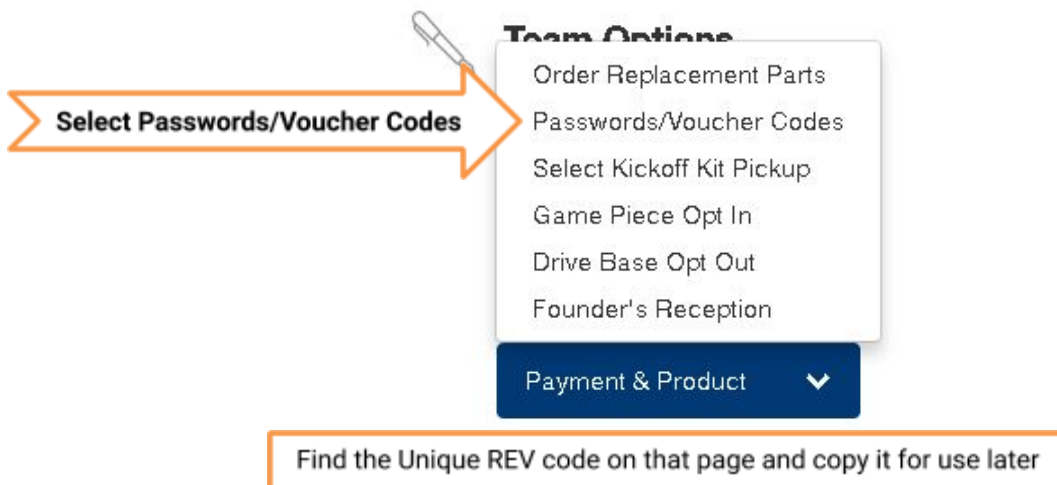 Team Options
Order Replacement Parts
Select Passwords/Voucher Codes
Passwords/Voucher Codes
Select Kickoff Kit Pickup
Game Piece Opt In
Drive Base Opt Out
Founder's Reception
Payment & Product
Find the Unique REV code on that page and copy it for use later